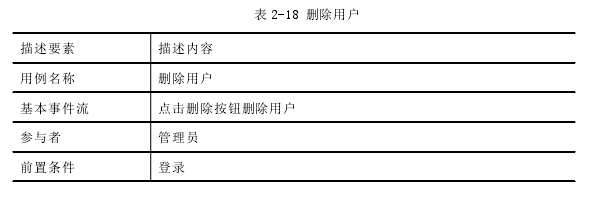 表 2-18 删除用户
描述要素 描述内容
用例名称 删除用户
基本事件流 点击删除按钮删除用户
参与者 管理员
前置条件 登录